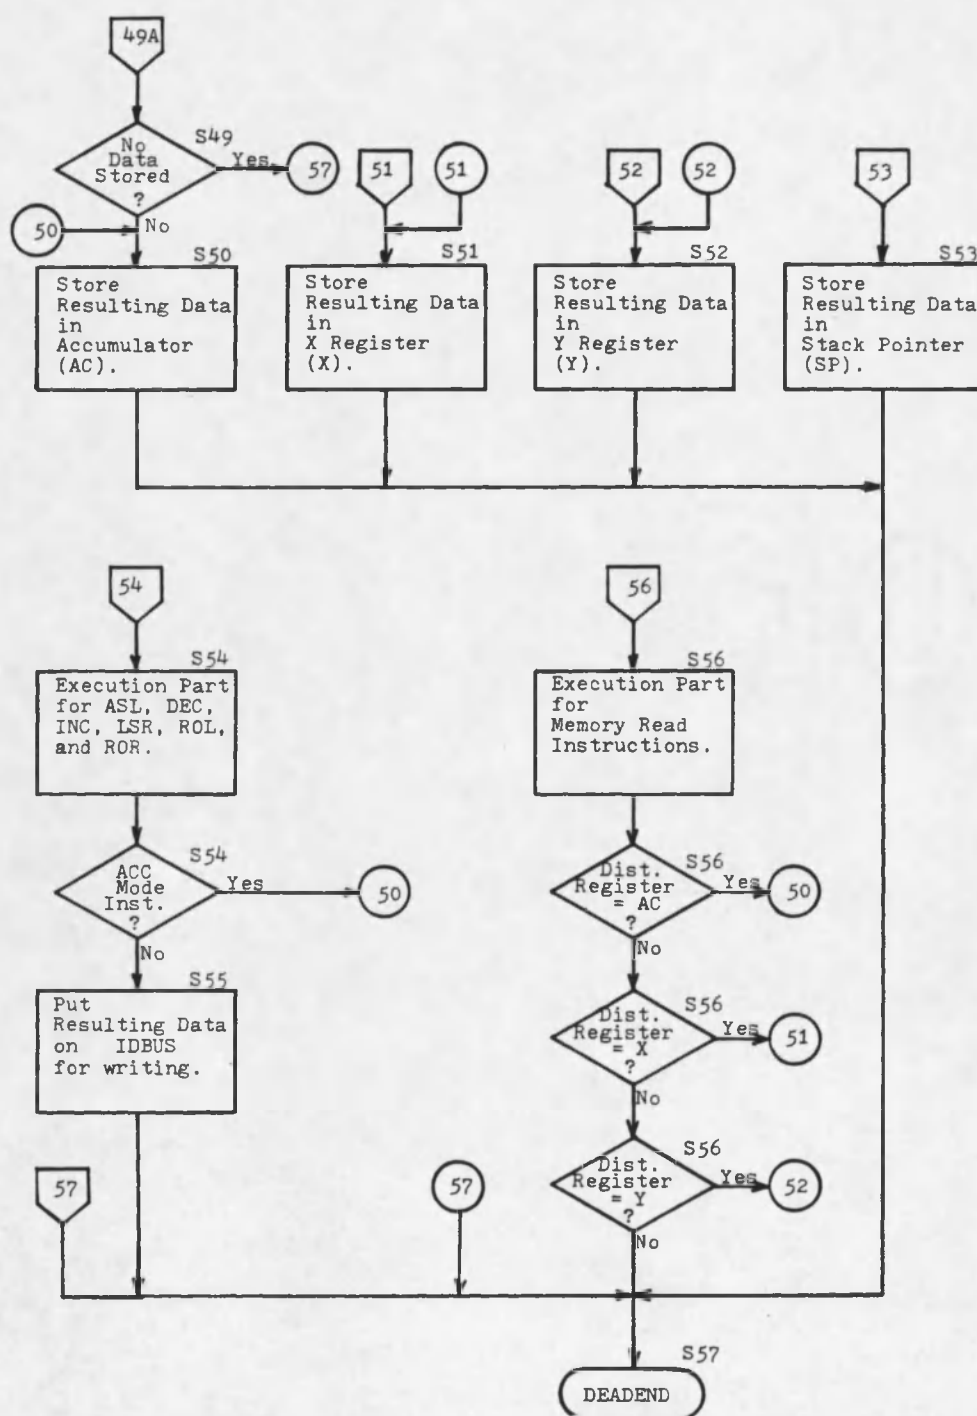 49A
S49
No
Data
Stored
?
Yes
57
51
51
52
52
53
50
No
S50
Store
Resulting Data
in
Accumulator
(AC).
S51
Store
Resulting Data
in
X Register
(X).
S52
Store
Resulting Data
in
Y Register
(Y).
S53
Store
Resulting Data
in
Stack Pointer
(SP).
54
S54
Execution Part
for ASL, DEC,
INC, LSR, ROL,
and ROR.
S54
ACC
Mode
Inst.
?
Yes
50
No
S55
Put
Resulting Data
on IDBUS
for writing.
57
57
56
S56
Execution Part
for
Memory Read
Instructions.
S56
Dist.
Register
= AC
?
Yes
50
No
S56
Dist.
Register
= X
?
Yes
51
No
S56
Dist.
Register
= Y
?
Yes
52
No
S57
DEADEND